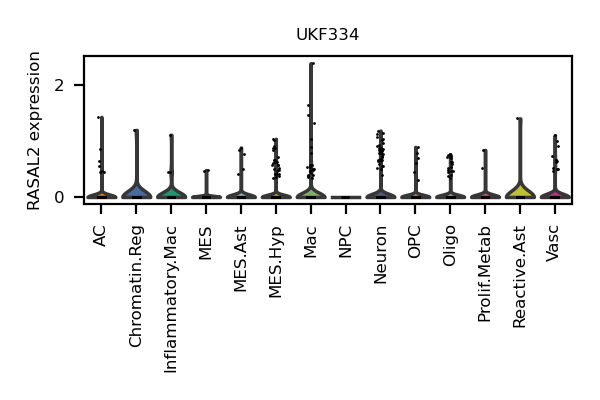 UKF334
RASAL2 expression
2
0
AC
Chromatin.Reg
Inflammatory.Mac
MES
MES.Ast
MES.Hyp
Mac
NPC
Neuron
OPC
Oligo
Prolif.Metab
Reactive.Ast
Vasc